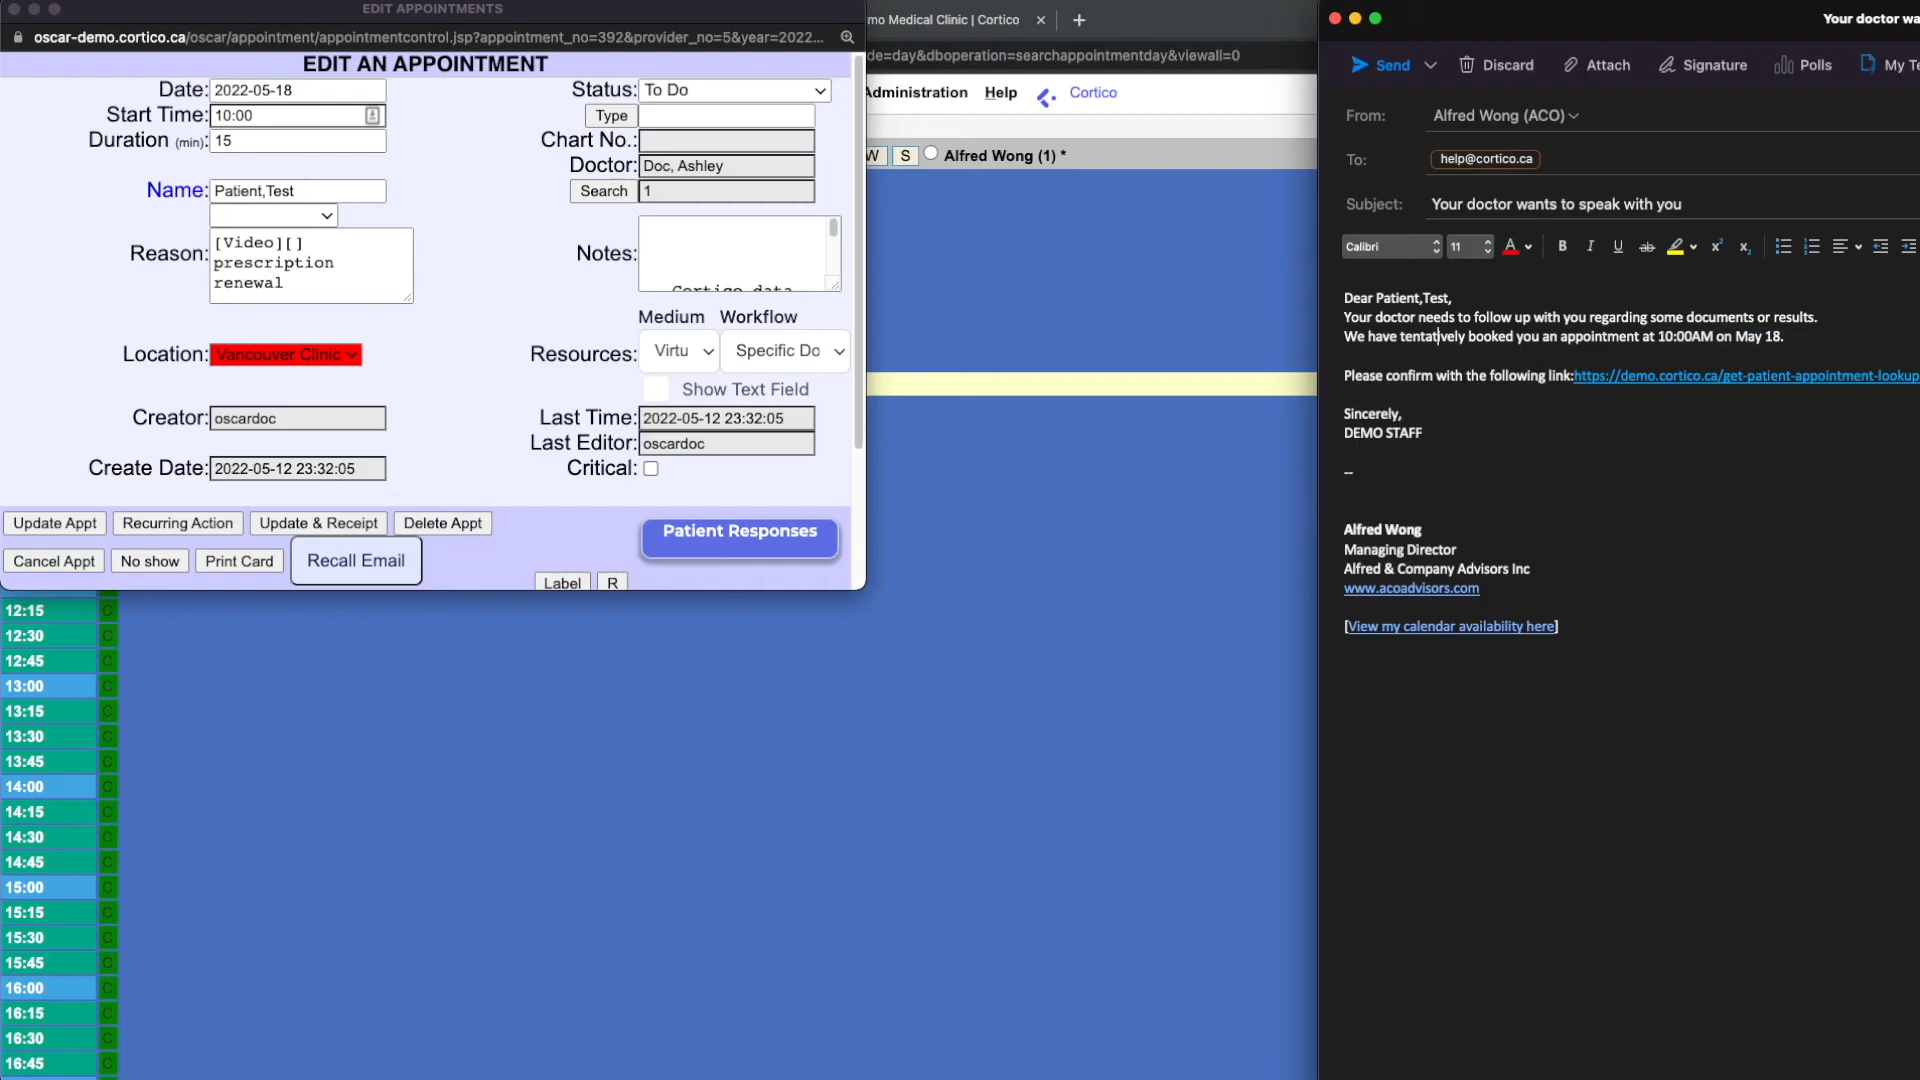 EDIT APPOINTMENTS
oscar-demo.cortico.ca/oscar/appointment/appointmentcontrol.jsp?appointment_no=392&provider_no=5&year=2022...
EDIT AN APPOINTMENT
Date: 2022-05-18
Status: To Do
Start Time: 10:00
Type
Duration (min): 15
Chart No.:
Doctor: Doc, Ashley
Name: Patient,Test
Search 1
Reason: [Video][]
prescription
renewal
Notes:
Medium Workflow
Location: Vancouver Clinic
Resources: Virtu Specific Do
Show Text Field
Creator: oscardoc
Last Time: 2022-05-12 23:32:05
Last Editor: oscardoc
Create Date: 2022-05-12 23:32:05
Critical:
Update Appt Recurring Action Update & Receipt Delete Appt
Patient Responses
Cancel Appt No show Print Card Recall Email
Label R
12:15 C
12:30 C
12:45 C
13:00 C
13:15 C
13:30 C
13:45 C
14:00 C
14:15 C
14:30 C
14:45 C
15:00 C
15:15 C
15:30 C
15:45 C
16:00 C
16:15 C
16:30 C
16:45 C
mo Medical Clinic | Cortico
de=day&dboperation=searchappointmentday&viewall=0
Administration Help Cortico
W S Alfred Wong (1) *
Your doctor wa
Send Discard Attach Signature Polls My Te
From: Alfred Wong (ACO)
To: help@cortico.ca
Subject: Your doctor wants to speak with you
Calibri 11 A B I U ab x² x₂
Dear Patient,Test,
Your doctor needs to follow up with you regarding some documents or results.
We have tentatively booked you an appointment at 10:00AM on May 18.
Please confirm with the following link:https://demo.cortico.ca/get-patient-appointment-lookup
Sincerely,
DEMO STAFF
--
Alfred Wong
Managing Director
Alfred & Company Advisors Inc
www.acoadvisors.com
[View my calendar availability here]